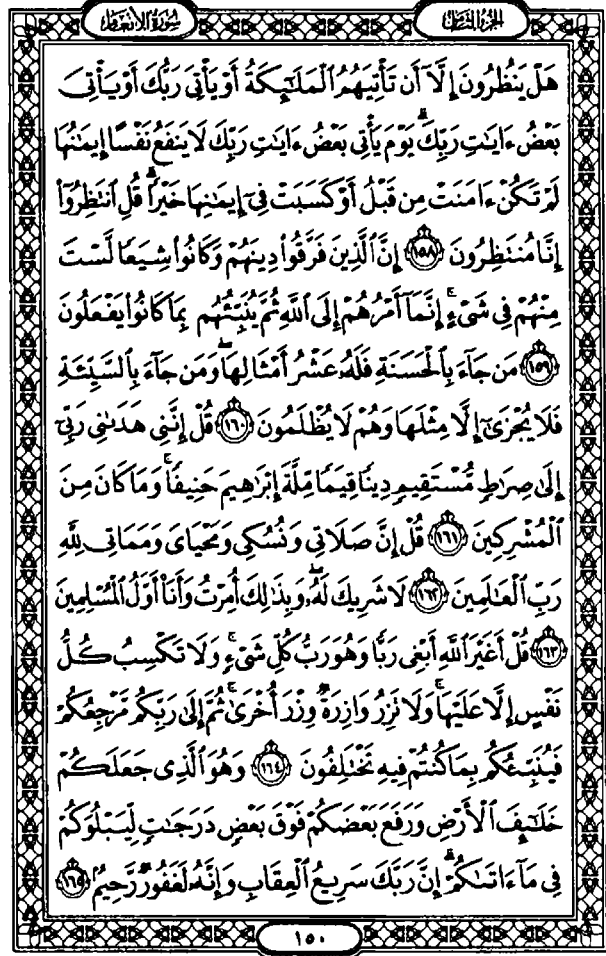 سورة الأنعام
الجزء الثامن
هَلْ يَنظُرُونَ إِلَّآ أَن تَأْتِيَهُمُ ٱلْمَلَٰٓئِكَةُ أَوْ يَأْتِىَ رَبُّكَ أَوْ يَأْتِىَ
بَعْضُ ءَايَٰتِ رَبِّكَۗ يَوْمَ يَأْتِى بَعْضُ ءَايَٰتِ رَبِّكَ لَا يَنفَعُ نَفْسًا إِيمَٰنُهَا
لَمْ تَكُنْ ءَامَنَتْ مِن قَبْلُ أَوْ كَسَبَتْ فِىٓ إِيمَٰنِهَا خَيْرًاۗ قُلِ ٱنتَظِرُوٓا۟
إِنَّا مُنتَظِرُونَ ﴿١٥٨﴾ إِنَّ ٱلَّذِينَ فَرَّقُوا۟ دِينَهُمْ وَكَانُوا۟ شِيَعًا لَّسْتَ
مِنْهُمْ فِى شَىْءٍۚ إِنَّمَآ أَمْرُهُمْ إِلَى ٱللَّهِ ثُمَّ يُنَبِّئُهُم بِمَا كَانُوا۟ يَفْعَلُونَ
﴿١٥٩﴾ مَن جَآءَ بِٱلْحَسَنَةِ فَلَهُۥ عَشْرُ أَمْثَالِهَاۖ وَمَن جَآءَ بِٱلسَّيِّئَةِ
فَلَا يُجْزَىٰٓ إِلَّا مِثْلَهَا وَهُمْ لَا يُظْلَمُونَ ﴿١٦٠﴾ قُلْ إِنَّنِى هَدَىٰنِى رَبِّىٓ
إِلَىٰ صِرَٰطٍ مُّسْتَقِيمٍ دِينًا قِيَمًا مِّلَّةَ إِبْرَٰهِيمَ حَنِيفًاۚ وَمَا كَانَ مِنَ
ٱلْمُشْرِكِينَ ﴿١٦١﴾ قُلْ إِنَّ صَلَاتِى وَنُسُكِى وَمَحْيَاىَ وَمَمَاتِى لِلَّهِ
رَبِّ ٱلْعَٰلَمِينَ ﴿١٦٢﴾ لَا شَرِيكَ لَهُۥۖ وَبِذَٰلِكَ أُمِرْتُ وَأَنَا۠ أَوَّلُ ٱلْمُسْلِمِينَ
﴿١٦٣﴾ قُلْ أَغَيْرَ ٱللَّهِ أَبْغِى رَبًّا وَهُوَ رَبُّ كُلِّ شَىْءٍۚ وَلَا تَكْسِبُ كُلُّ
نَفْسٍ إِلَّا عَلَيْهَاۚ وَلَا تَزِرُ وَازِرَةٌ وِزْرَ أُخْرَىٰۚ ثُمَّ إِلَىٰ رَبِّكُم مَّرْجِعُكُمْ
فَيُنَبِّئُكُم بِمَا كُنتُمْ فِيهِ تَخْتَلِفُونَ ﴿١٦٤﴾ وَهُوَ ٱلَّذِى جَعَلَكُمْ
خَلَٰٓئِفَ ٱلْأَرْضِ وَرَفَعَ بَعْضَكُمْ فَوْقَ بَعْضٍ دَرَجَٰتٍ لِّيَبْلُوَكُمْ
فِى مَآ ءَاتَىٰكُمْۗ إِنَّ رَبَّكَ سَرِيعُ ٱلْعِقَابِ وَإِنَّهُۥ لَغَفُورٌ رَّحِيمٌۢ ﴿١٦٥﴾
١٥٠